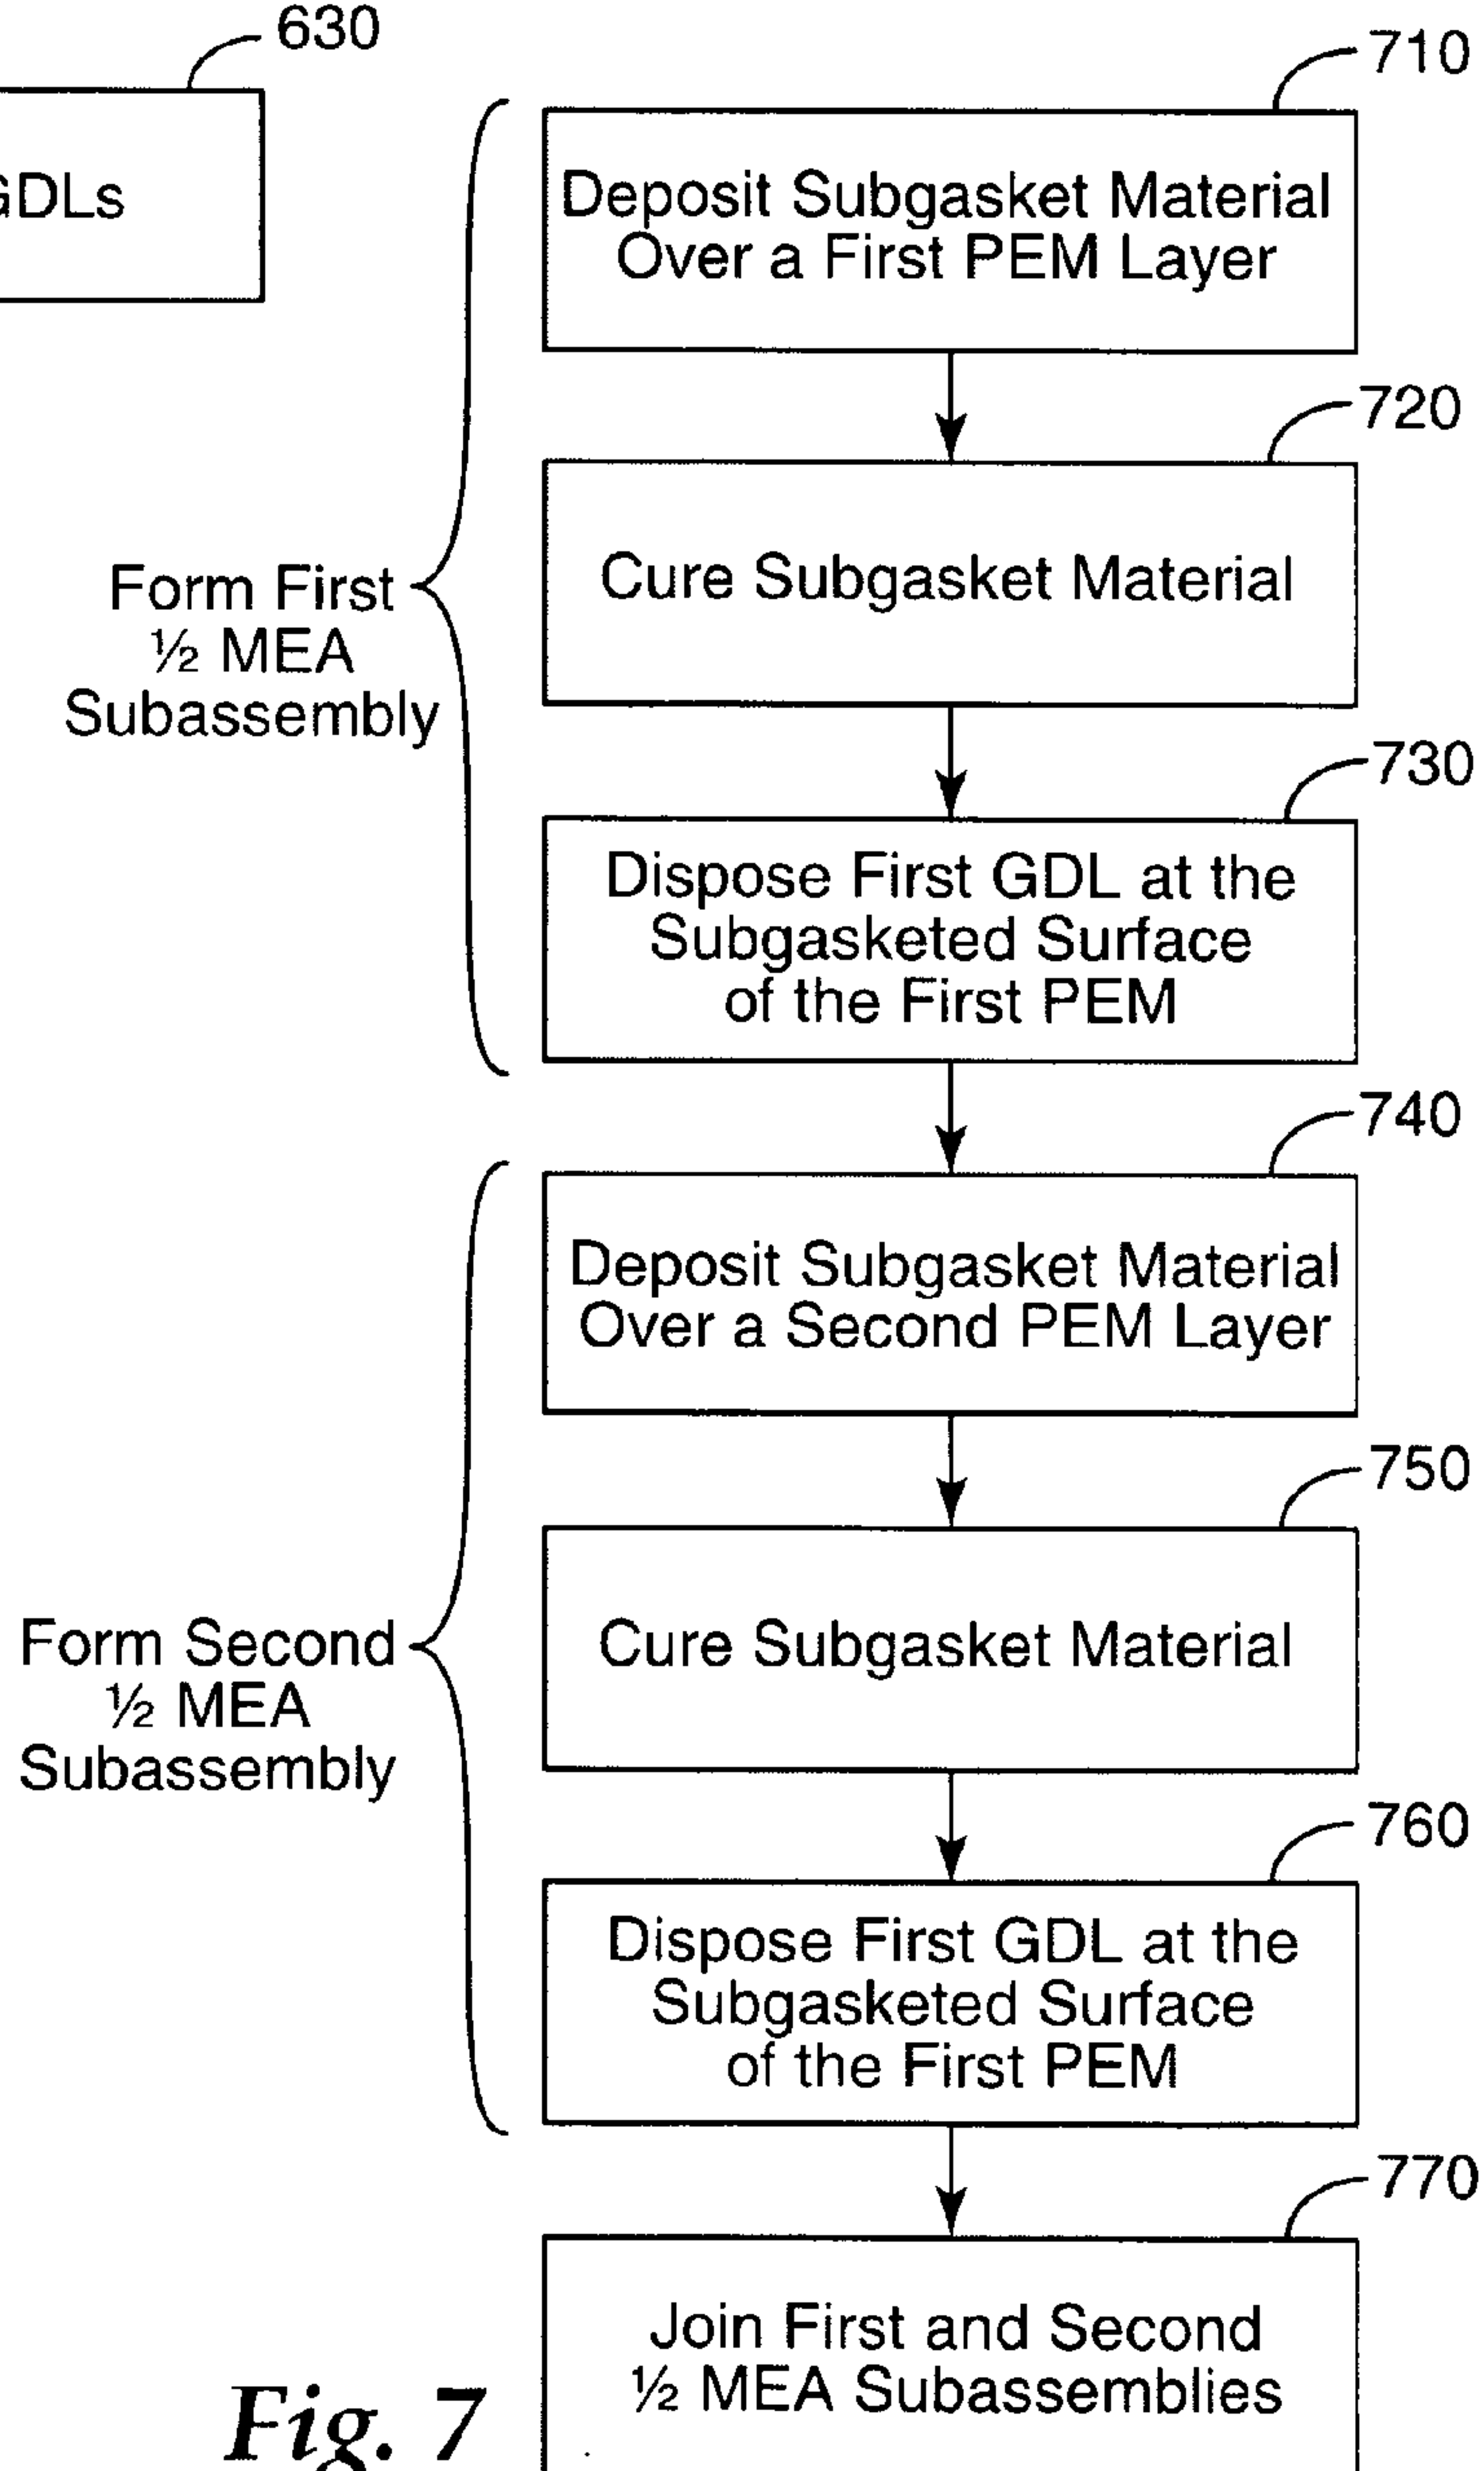 630
GDLs
710
Deposit Subgasket Material
Over a First PEM Layer
720
Cure Subgasket Material
Form First
½ MEA
Subassembly
730
Dispose First GDL at the
Subgasketed Surface
of the First PEM
740
Deposit Subgasket Material
Over a Second PEM Layer
750
Cure Subgasket Material
Form Second
½ MEA
Subassembly
760
Dispose First GDL at the
Subgasketed Surface
of the First PEM
770
Join First and Second
½ MEA Subassemblies
Fig. 7